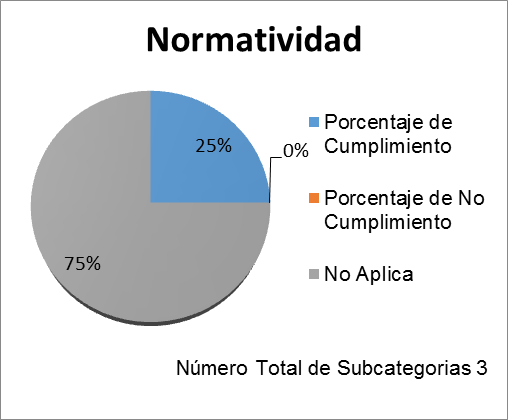 Normatividad
25%
0%
75%
Porcentaje de
Cumplimiento
Porcentaje de No
Cumplimiento
No Aplica
Número Total de Subcategorias 3